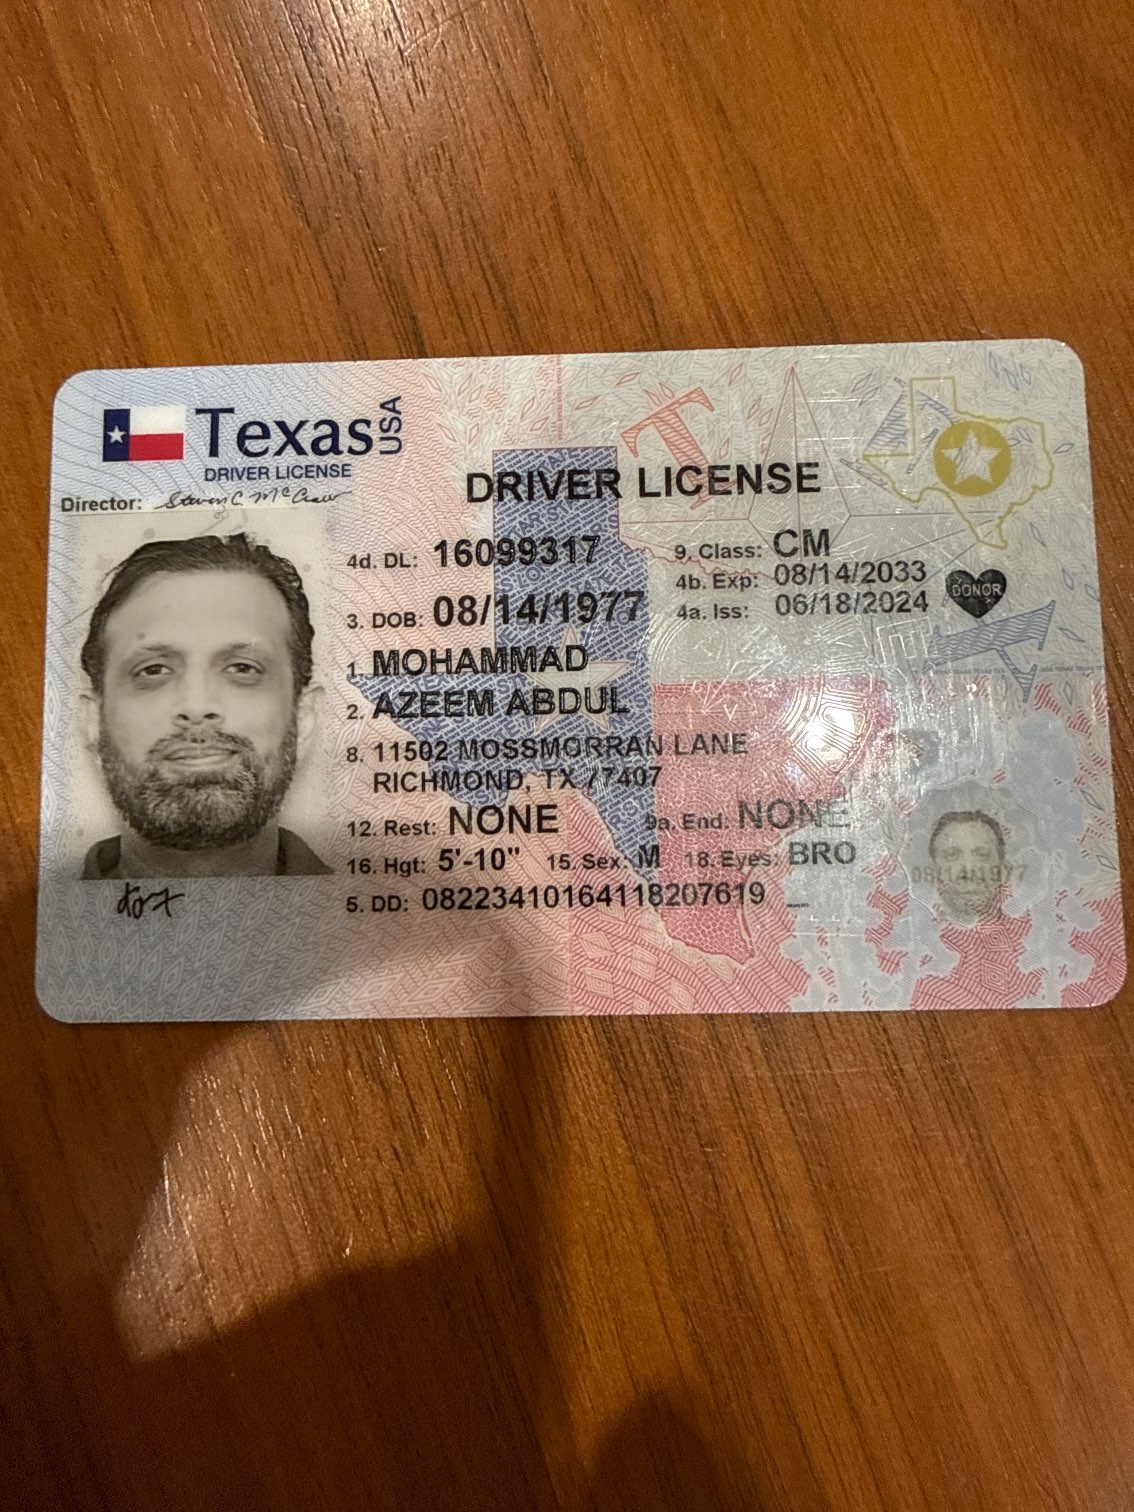 Texas USA
DRIVER LICENSE
Director: Steven C. McCraw
DRIVER LICENSE
4d. DL: 16099317
9. Class: CM
4b. Exp: 08/14/2033
3. DOB: 08/14/1977
4a. Iss: 06/18/2024
DONOR
1. MOHAMMAD
2. AZEEM ABDUL
8. 11502 MOSSMORRAN LANE
RICHMOND, TX 77407
12. Rest: NONE
9a. End: NONE
16. Hgt: 5'-10" 15. Sex: M 18. Eyes: BRO
5. DD: 08223410164118207619
08/14/1977